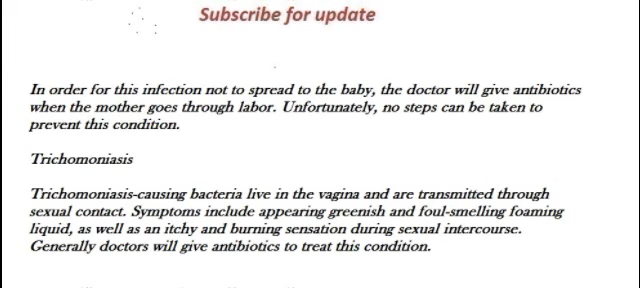 Subscribe for update
In order for this infection not to spread to the baby, the doctor will give antibiotics
when the mother goes through labor. Unfortunately, no steps can be taken to
prevent this condition.
Trichomoniasis
Trichomoniasis-causing bacteria live in the vagina and are transmitted through
sexual contact. Symptoms include appearing greenish and foul-smelling foaming
liquid, as well as an itchy and burning sensation during sexual intercourse.
Generally doctors will give antibiotics to treat this condition.